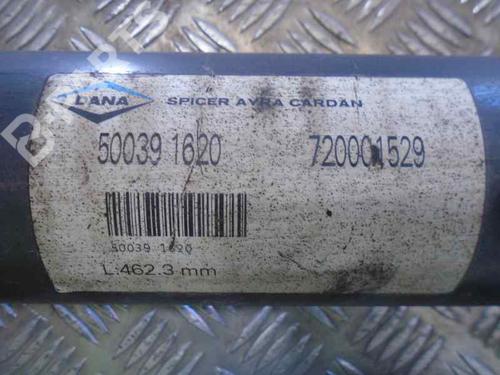 DANA
SPICER AYRA CARDAN
50039 1620
720001529
50039 1620
L:462.3 mm